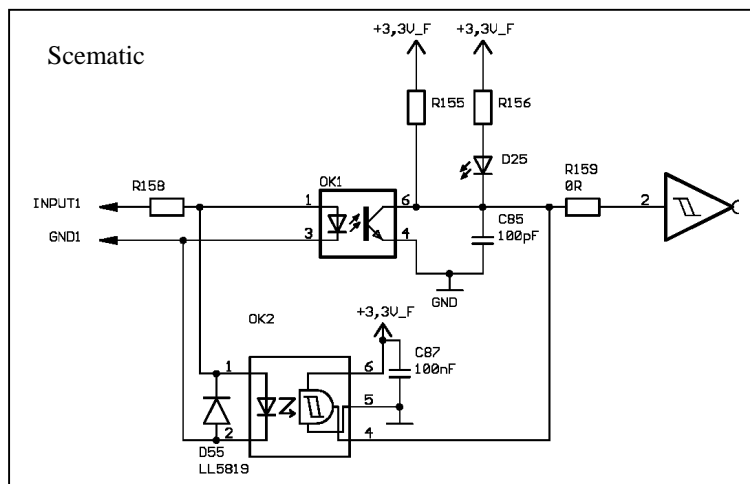 +3,3V_F +3,3V_F
Scematic
R155 R156
D25
OK1
R158
R159
0R
INPUT1
1
6
2
C85
100pF
GND1
3
4
GND
OK2
+3,3V_F
C87
100nF
1
6
5
2
4
D55
LL5819